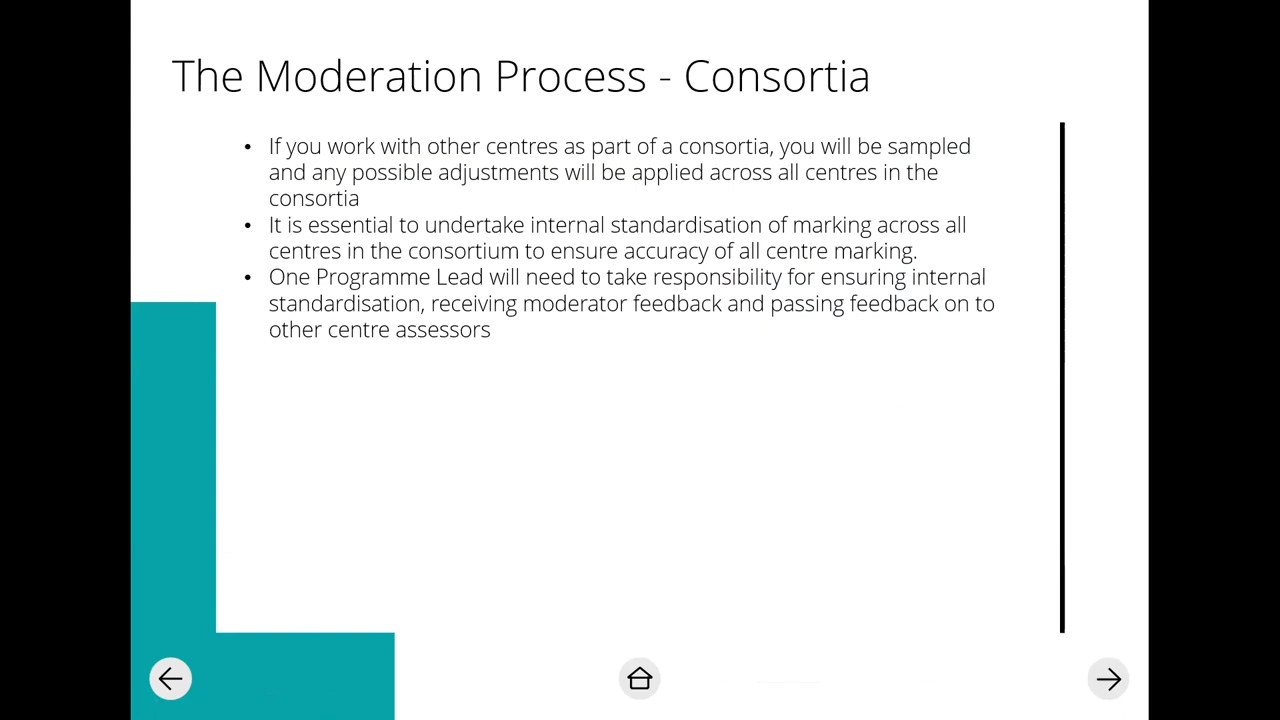 The Moderation Process - Consortia
• If you work with other centres as part of a consortia, you will be sampled
and any possible adjustments will be applied across all centres in the
consortia
• It is essential to undertake internal standardisation of marking across all
centres in the consortium to ensure accuracy of all centre marking.
• One Programme Lead will need to take responsibility for ensuring internal
standardisation, receiving moderator feedback and passing feedback on to
other centre assessors